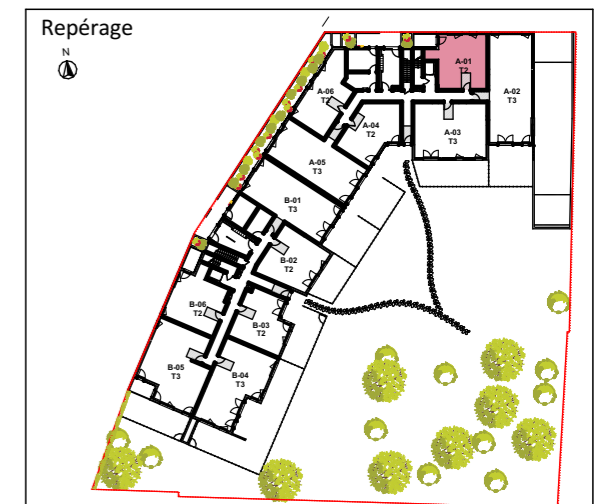 Repérage
N
A-01
T2
A-02
T3
A-06
T2
A-04
T2
A-03
T3
A-05
T3
B-01
T3
B-02
T2
B-06
T2
B-03
T2
B-05
T3
B-04
T3